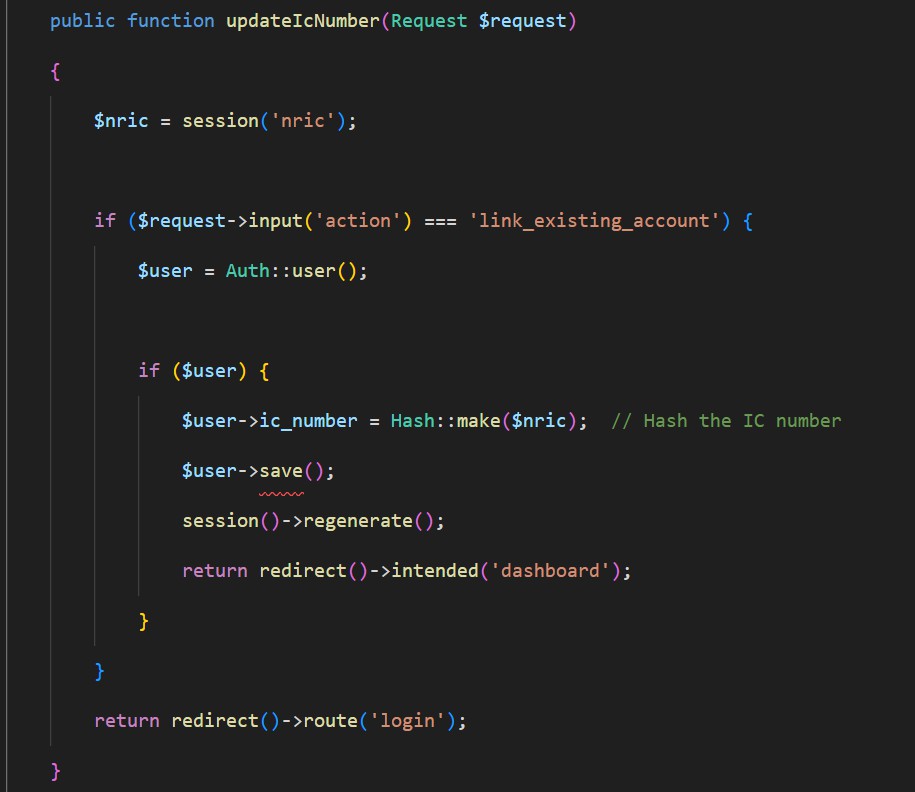 public function updateIcNumber(Request $request)
{
$nric = session('nric');
if ($request->input('action') === 'link_existing_account') {
$user = Auth::user();
if ($user) {
$user->ic_number = Hash::make($nric);  // Hash the IC number
$user->save();
session()->regenerate();
return redirect()->intended('dashboard');
}
}
return redirect()->route('login');
}